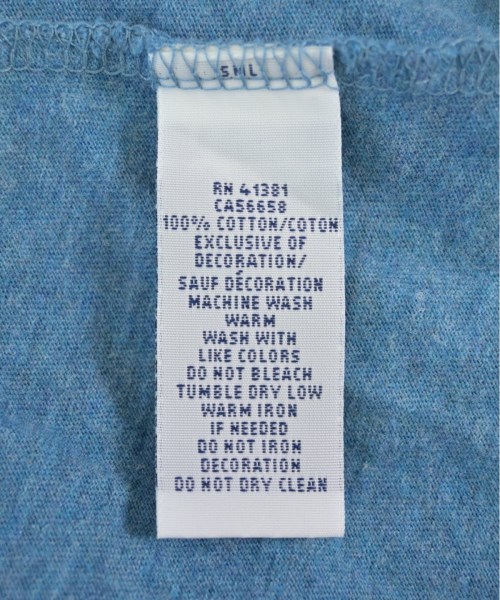 SML
RN 41381
CA56658
100% COTTON/COTON
EXCLUSIVE OF
DECORATION/
SAUF DÉCORATION
MACHINE WASH
WARM
WASH WITH
LIKE COLORS
DO NOT BLEACH
TUMBLE DRY LOW
WARM IRON
IF NEEDED
DO NOT IRON
DECORATION
DO NOT DRY CLEAN